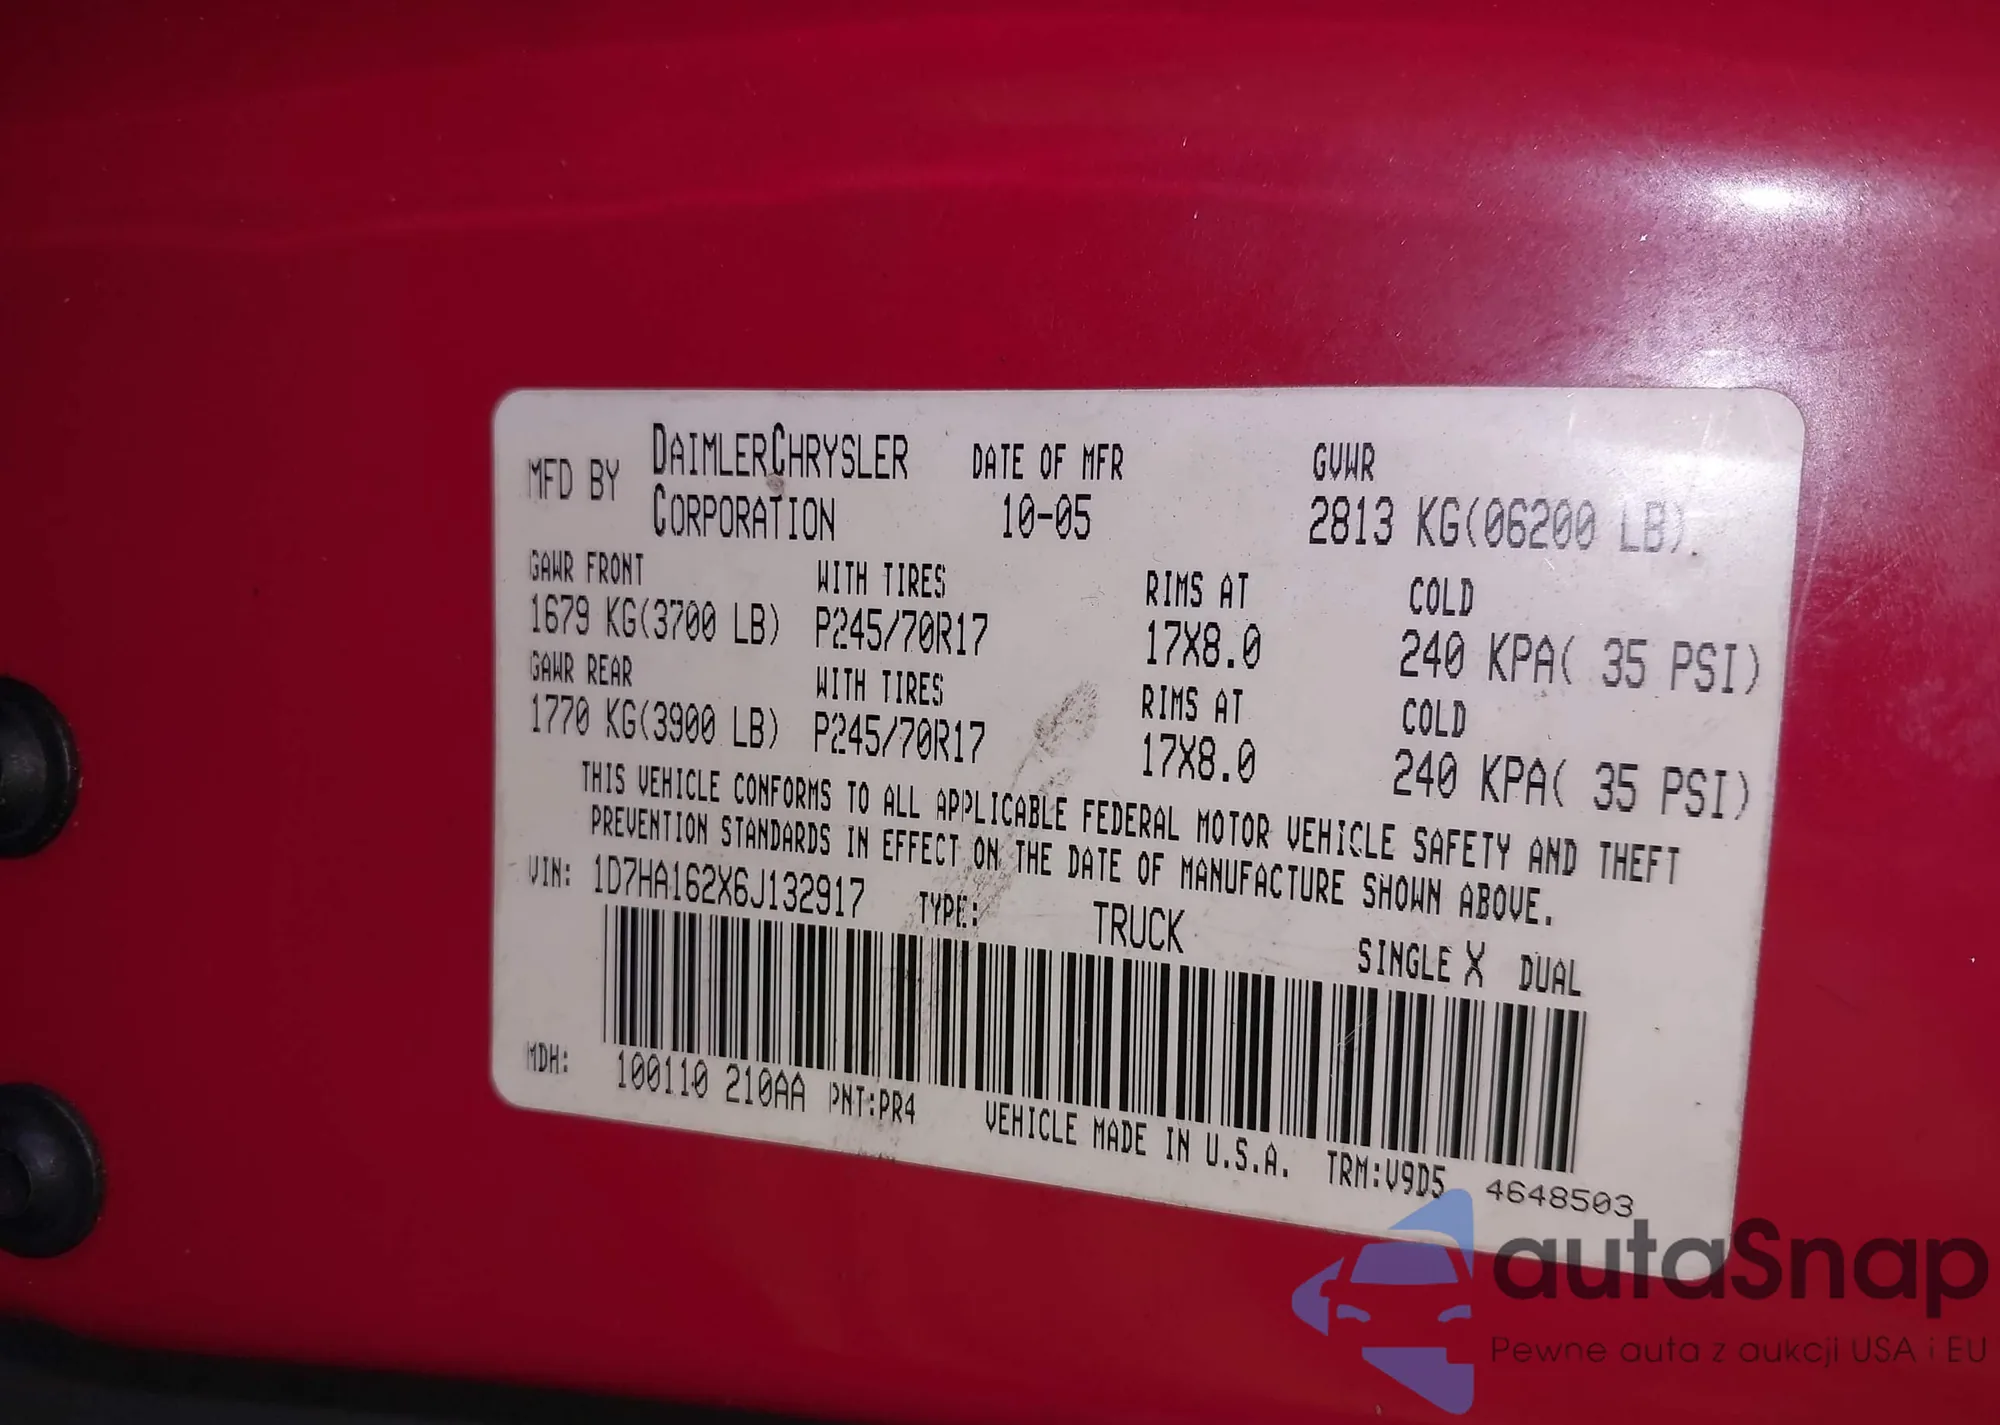 MFD BY DAIMLERCHRYSLER CORPORATION DATE OF MFR 10-05 GVWR 2813 KG(06200 LB).
GAWR FRONT WITH TIRES RIMS AT COLD
1679 KG(3700 LB) P245/70R17 17X8.0 240 KPA( 35 PSI)
GAWR REAR WITH TIRES RIMS AT COLD
1770 KG(3900 LB) P245/70R17 17X8.0 240 KPA( 35 PSI)
THIS VEHICLE CONFORMS TO ALL APPLICABLE FEDERAL MOTOR VEHICLE SAFETY AND THEFT
PREVENTION STANDARDS IN EFFECT ON THE DATE OF MANUFACTURE SHOWN ABOVE.
VIN: 1D7HA162X6J132917 TYPE: TRUCK SINGLE X DUAL
MDH: 100110 210AA PNT:PR4 VEHICLE MADE IN U.S.A. TRM:V9D5 4648503
autaSnap
Pewne auta z aukcji USA i EU